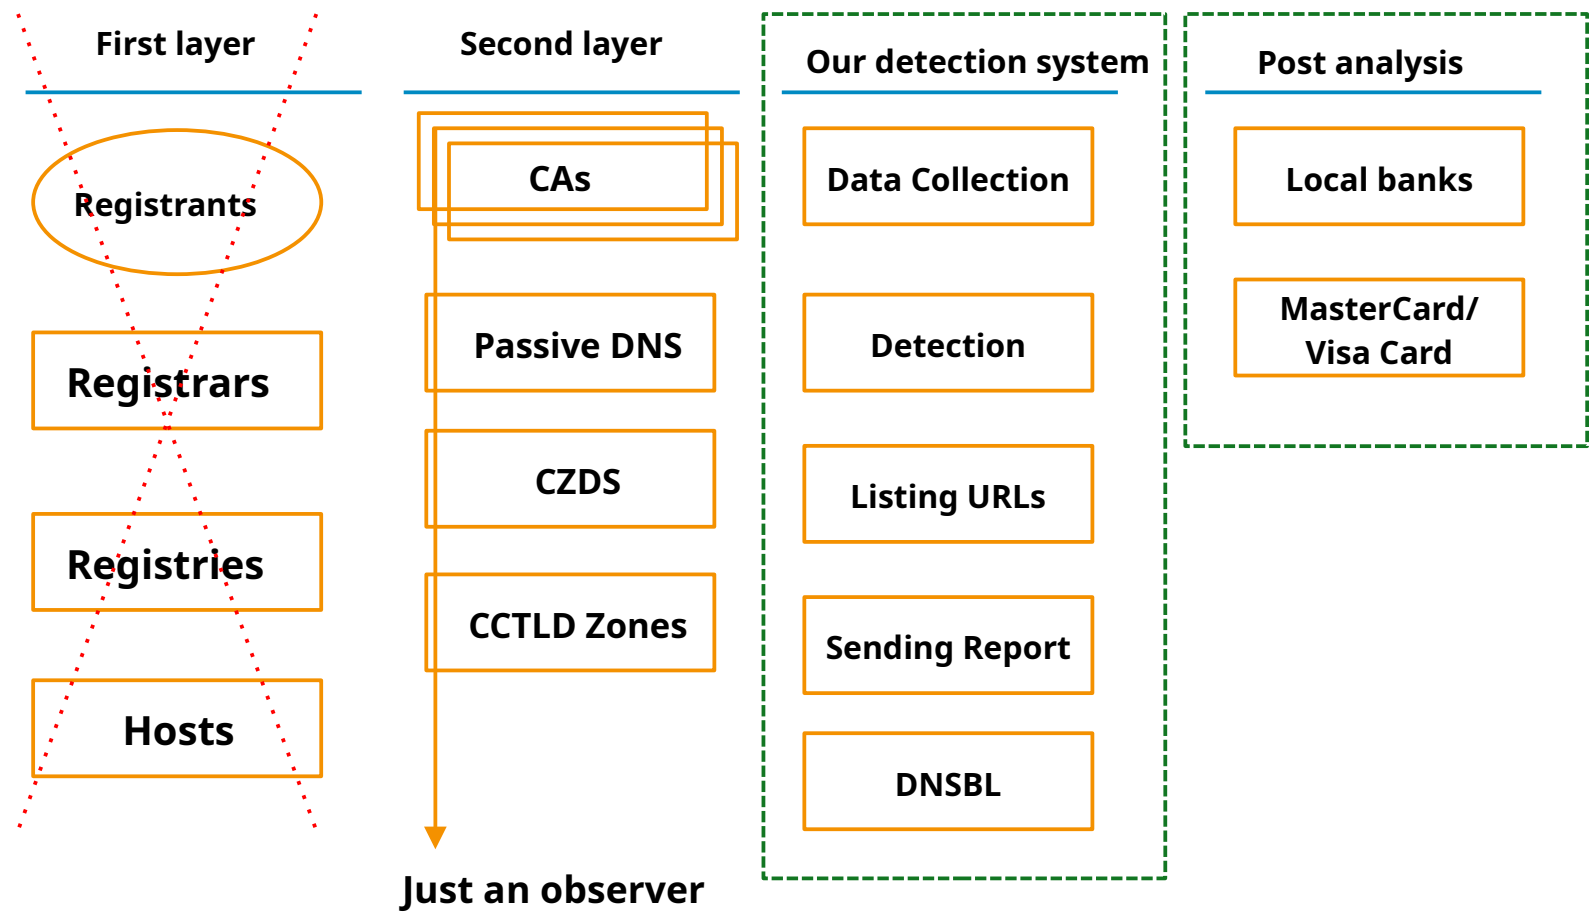 First layer
Registrants
Registrars
Registries
Hosts
Second layer
CAs
Passive DNS
CZDS
CCTLD Zones
Just an observer
Our detection system
Data Collection
Detection
Listing URLs
Sending Report
DNSBL
Post analysis
Local banks
MasterCard/
Visa Card